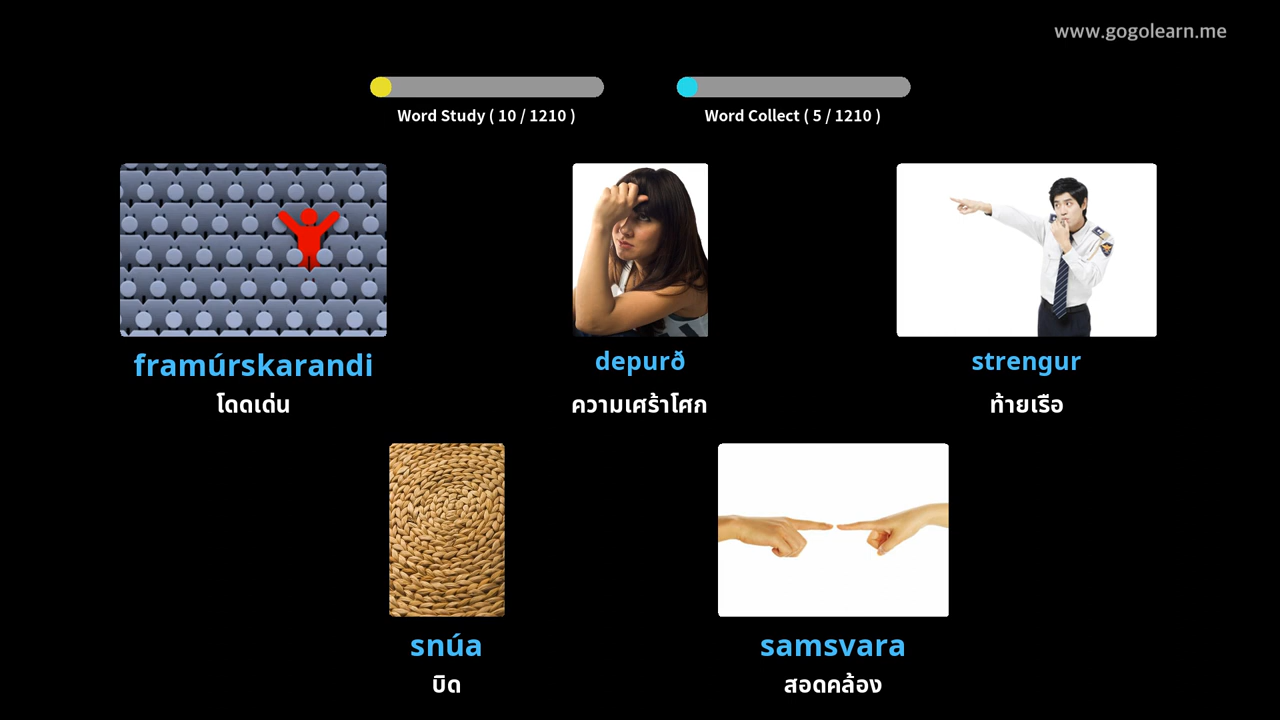 www.gogolearn.me
Word Study ( 10 / 1210 )
Word Collect ( 5 / 1210 )
framúrskarandi
โดดเด่น
depurð
ความเศร้าโศก
strengur
ท้ายเรือ
snúa
บิด
samsvara
สอดคล้อง